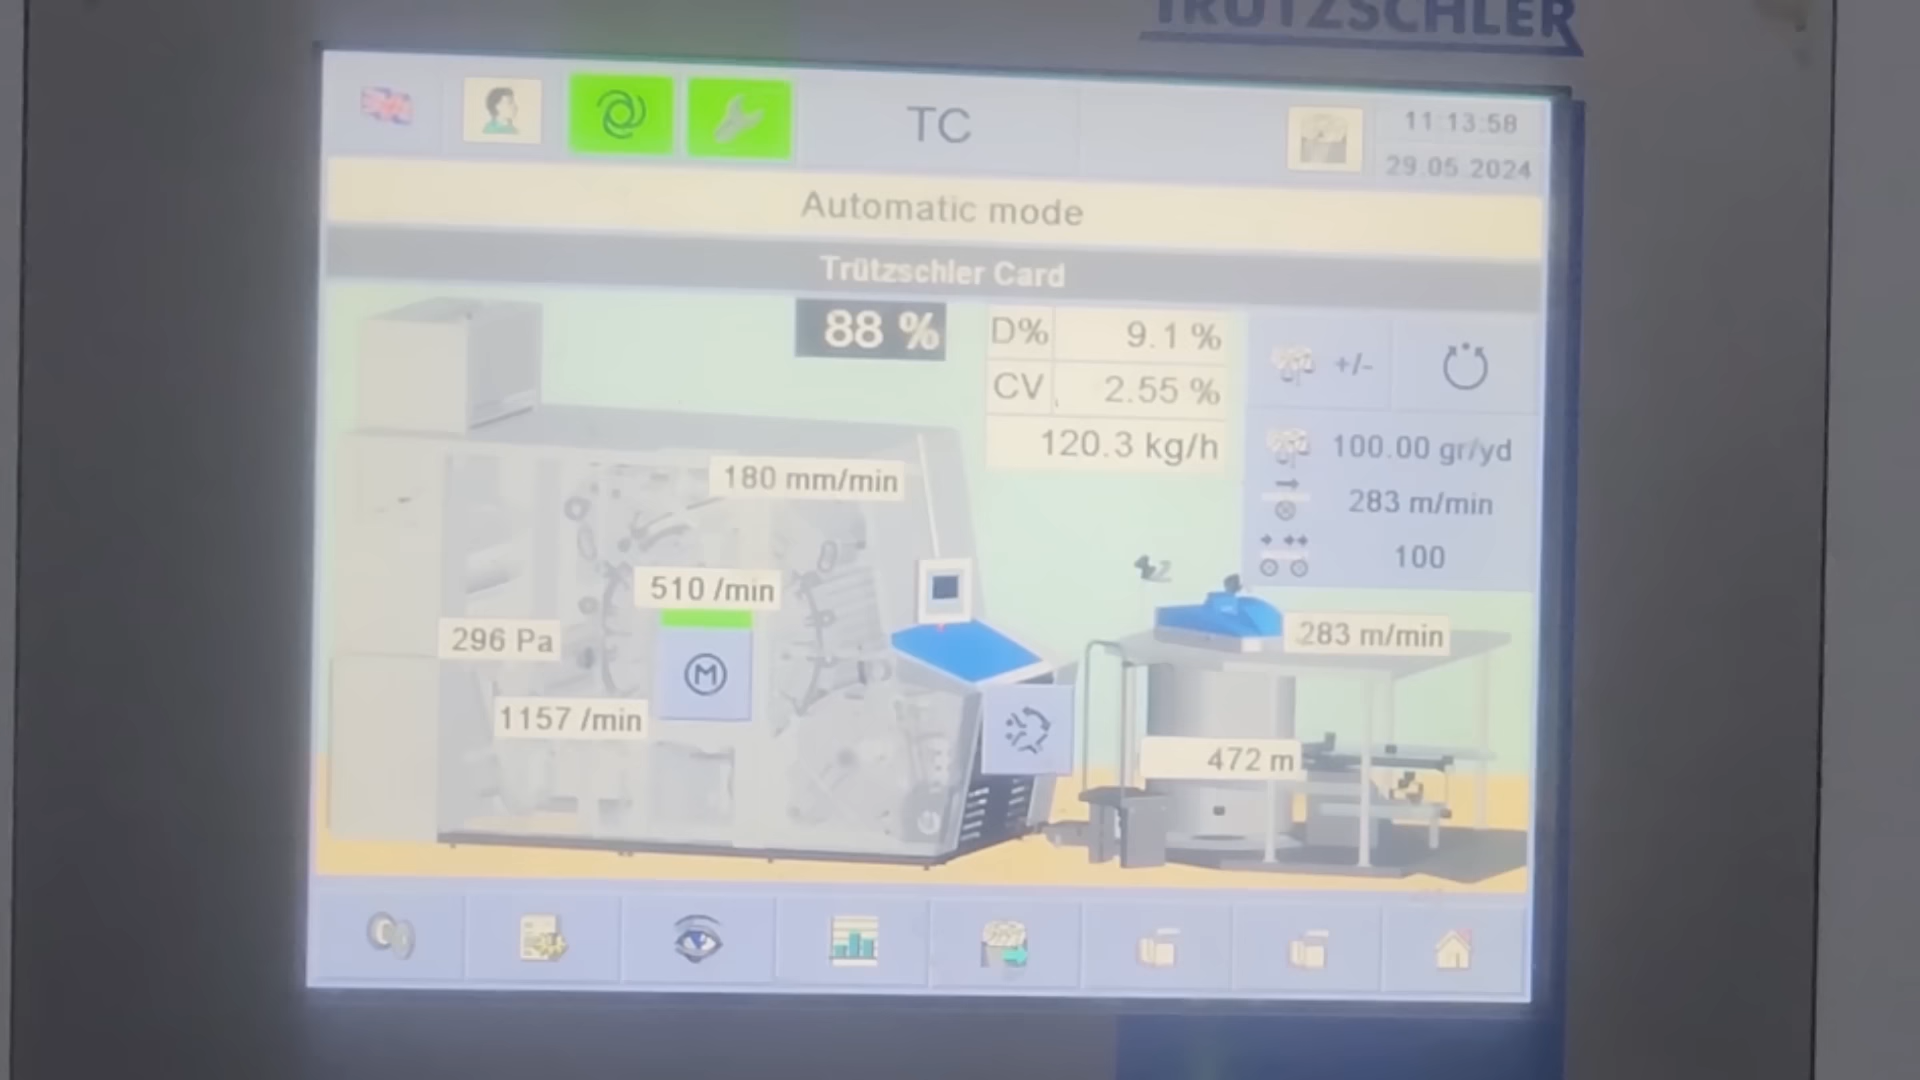 TRÜTZSCHLER
TC
11:13:58
29.05.2024
Automatic mode
Trützschler Card
88 %
D% 9.1 %
CV 2.55 %
120.3 kg/h
+/-
100.00 gr/yd
283 m/min
100
180 mm/min
510 /min
296 Pa
M
1157 /min
283 m/min
472 m